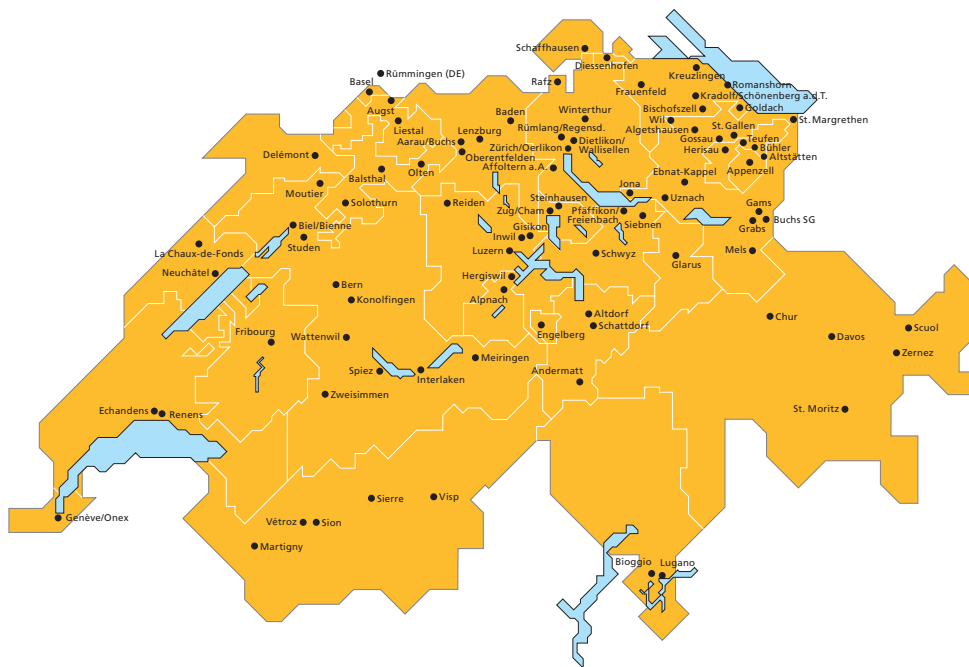 Schaffhausen
Diessenhofen
Rümmingen (DE)
Basel
Rafz
Kreuzlingen
Romanshorn
Frauenfeld
Kradolf/Schönenberg a.d.T.
Augst
Bischofszell
Goldach
Baden
Winterthur
Wil
St. Margrethen
Liestal
Lenzburg
Rümlang/Regensd.
Algetshausen
St. Gallen
Aarau/Buchs
Dietlikon/
Wallisellen
Gossau
Teufen
Zürich/Oerlikon
Herisau
Bühler
Delémont
Oberentfelden
Altstätten
Olten
Affoltern a.A.
Appenzell
Balsthal
Ebnat-Kappel
Moutier
Jona
Solothurn
Reiden
Steinhausen
Uznach
Gams
Zug/Cham
Pfäffikon/
Freienbach
Siebnen
Buchs SG
Grabs
Biel/Bienne
Gisikon
Studen
Inwil
La Chaux-de-Fonds
Luzern
Schwyz
Mels
Glarus
Neuchâtel
Hergiswil
Bern
Alpnach
Konolfingen
Altdorf
Chur
Schattdorf
Fribourg
Engelberg
Scuol
Wattenwil
Davos
Zernez
Meiringen
Spiez
Interlaken
Andermatt
Zweisimmen
Echandens
Renens
St. Moritz
Sierre
Visp
Genève/Onex
Vétroz
Sion
Martigny
Bioggio
Lugano